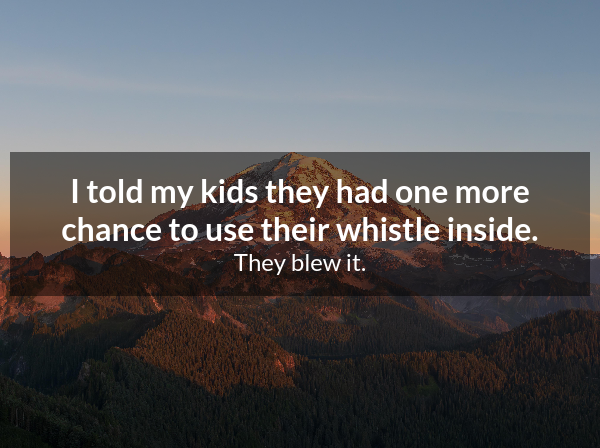 I told my kids they had one more
chance to use their whistle inside.
They blew it.